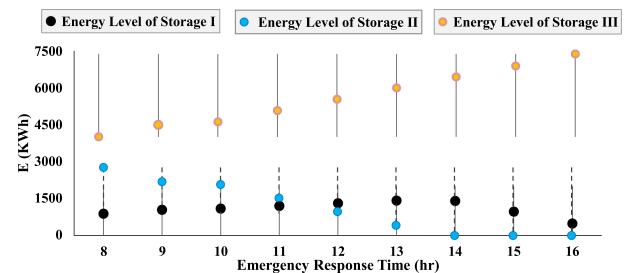 Energy Level of Storage I Energy Level of Storage II Energy Level of Storage III
7500
6000
4500
3000
1500
0
E (KWh)
8 9 10 11 12 13 14 15 16
Emergency Response Time (hr)